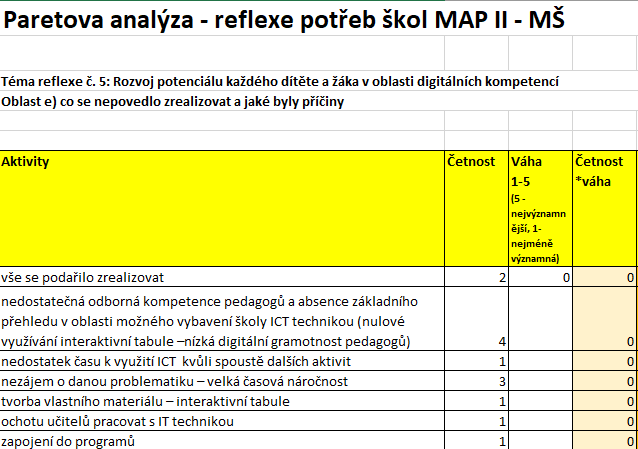 Paretova analýza - reflexe potřeb škol MAP II - MŠ
Téma reflexe č. 5: Rozvoj potenciálu každého dítěte a žáka v oblasti digitálních kompetencí
Oblast e) co se nepovedlo zrealizovat a jaké byly příčiny
Aktivity Četnost Váha Četnost
1-5 *váha
(5 -
nejvýznamn
ější, 1-
nejméně
významná)
vše se podařilo zrealizovat 2 0 0
nedostatečná odborná kompetence pedagogů a absence základního
přehledu v oblasti možného vybavení školy ICT technikou (nulové
využívání interaktivní tabule –nízká digitální gramotnost pedagogů) 4 0
nedostatek času k využití ICT kvůli spoustě dalších aktivit 1 0
nezájem o danou problematiku – velká časová náročnost 3 0
tvorba vlastního materiálu – interaktivní tabule 1 0
ochotu učitelů pracovat s IT technikou 1 0
zapojení do programů 1 0